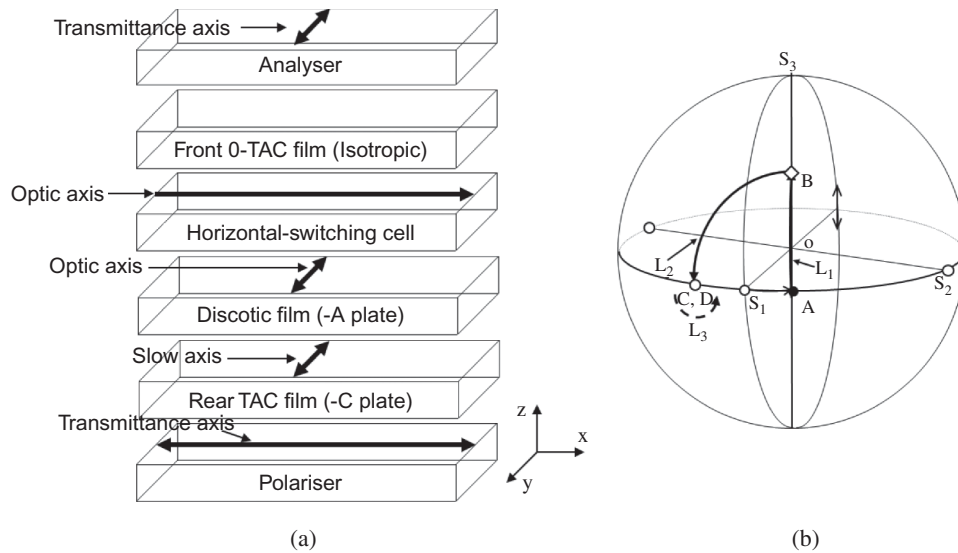 Transmittance axis
Analyser
Front 0-TAC film (Isotropic)
Optic axis
Horizontal-switching cell
Optic axis
Discotic film (-A plate)
Slow axis
Rear TAC film (-C plate)
Transmittance axis
Polariser
z
x
y
(a)
S3
B
o
L2
L1
S2
C, D
S1
A
L3
(b)